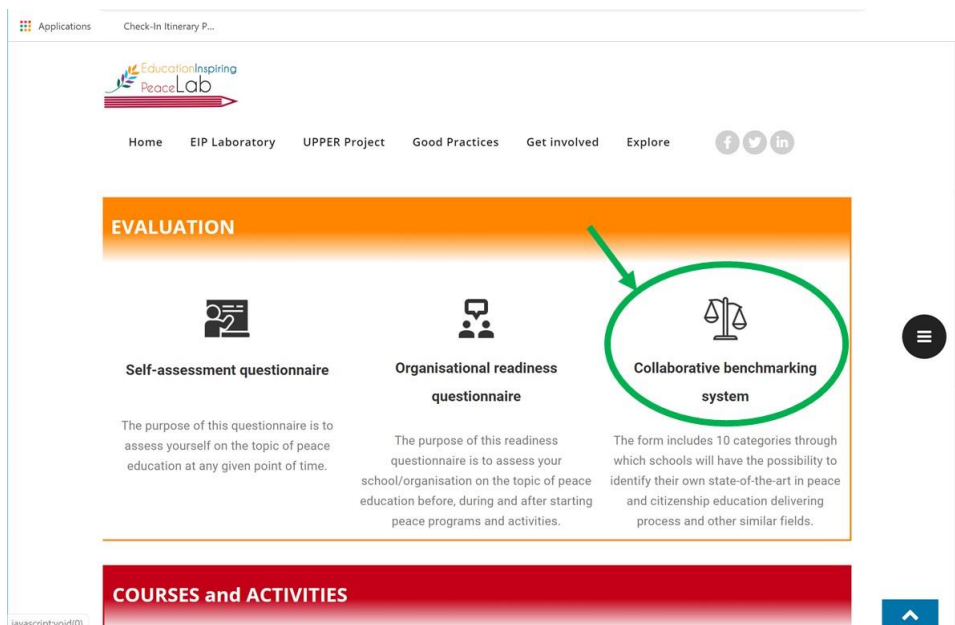 Applications Check-In Itinerary P...
EducationInspiring
PeaceLab
Home EIP Laboratory UPPER Project Good Practices Get involved Explore
EVALUATION
Self-assessment questionnaire
The purpose of this questionnaire is to
assess yourself on the topic of peace
education at any given point of time.
Organisational readiness
questionnaire
The purpose of this readiness
questionnaire is to assess your
school/organisation on the topic of peace
education before, during and after starting
peace programs and activities.
Collaborative benchmarking
system
The form includes 10 categories through
which schools will have the possibility to
identify their own state-of-the-art in peace
and citizenship education delivering
process and other similar fields.
COURSES and ACTIVITIES
javascript:void(0)